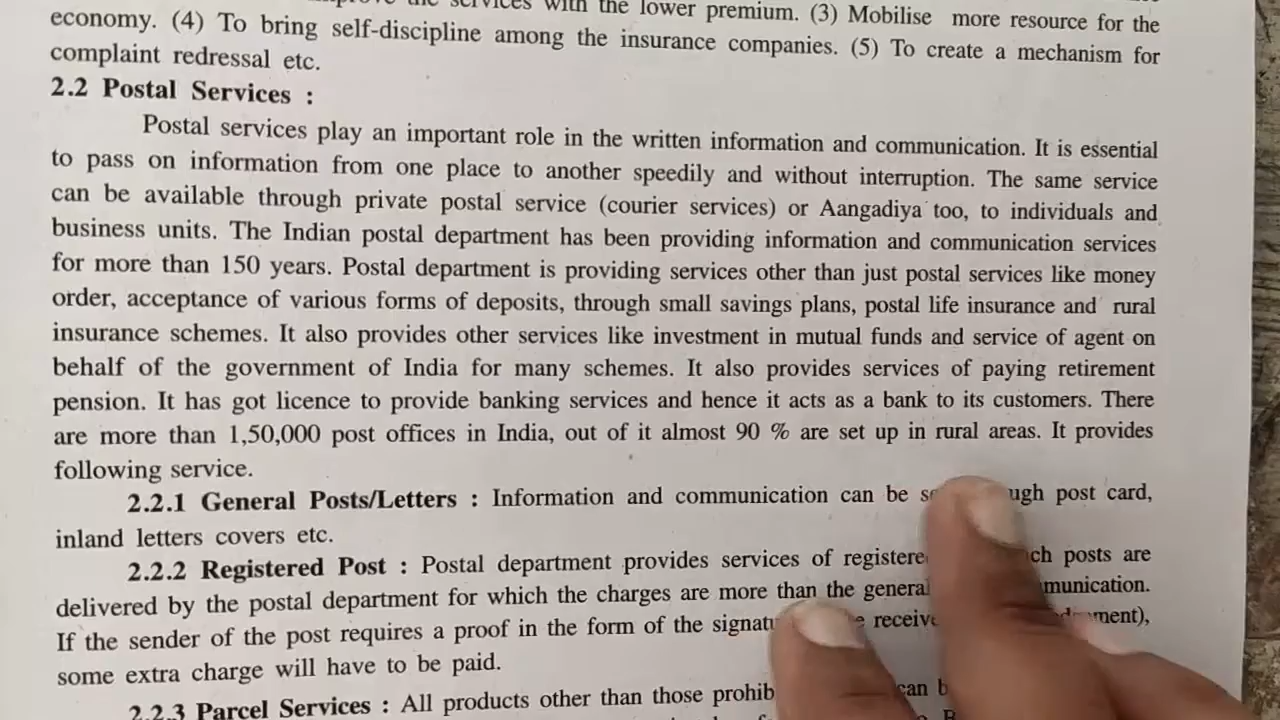 the services with the lower premium. (3) Mobilise more resource for the
economy. (4) To bring self-discipline among the insurance companies. (5) To create a mechanism for
complaint redressal etc.
2.2 Postal Services :
Postal services play an important role in the written information and communication. It is essential
to pass on information from one place to another speedily and without interruption. The same service
can be available through private postal service (courier services) or Aangadiya too, to individuals and
business units. The Indian postal department has been providing information and communication services
for more than 150 years. Postal department is providing services other than just postal services like money
order, acceptance of various forms of deposits, through small savings plans, postal life insurance and rural
insurance schemes. It also provides other services like investment in mutual funds and service of agent on
behalf of the government of India for many schemes. It also provides services of paying retirement
pension. It has got licence to provide banking services and hence it acts as a bank to its customers. There
are more than 1,50,000 post offices in India, out of it almost 90 % are set up in rural areas. It provides
following service.
2.2.1 General Posts/Letters : Information and communication can be post card,
inland letters covers etc.
2.2.2 Registered Post : Postal department provides services of posts are
delivered by the postal department for which the charges are more than the
If the sender of the post requires a proof in the form of the
some extra charge will have to be paid.
2.2.3 Parcel Services : All products other than those can